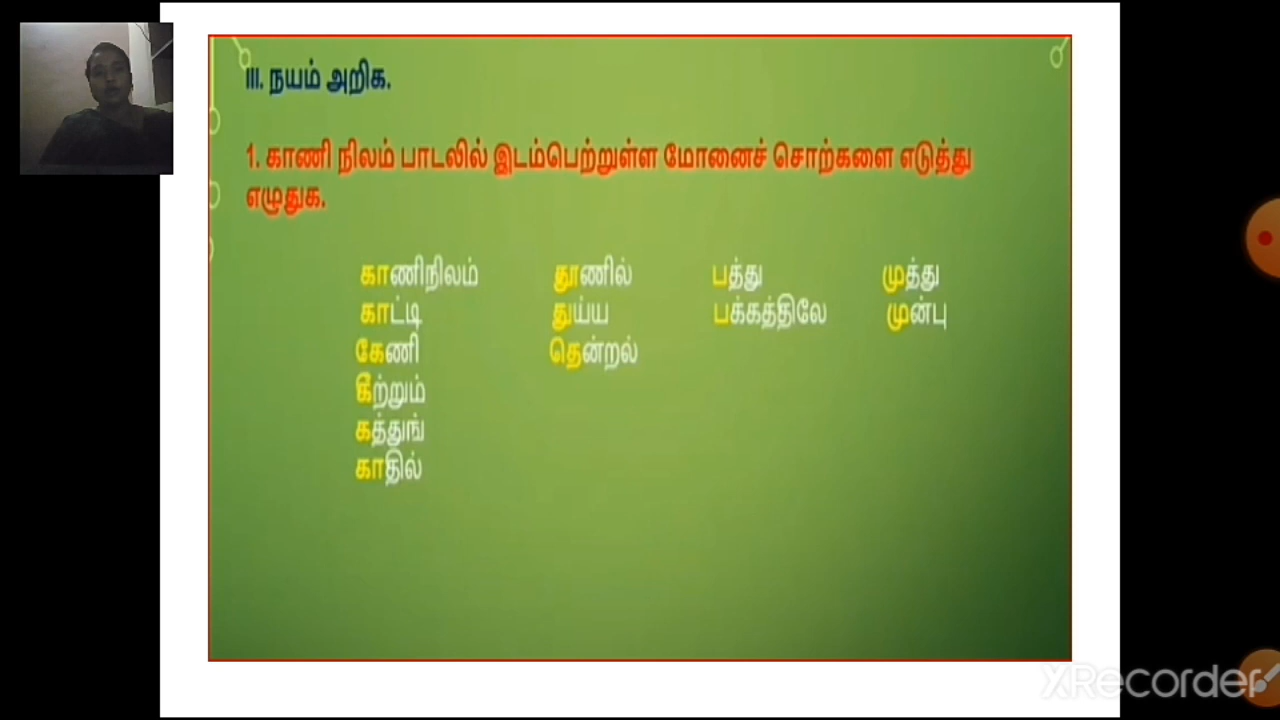 III. நயம் அறிக.
1. காணி நிலம் பாடலில் இடம்பெற்றுள்ள மோனைச் சொற்களை எடுத்து
எழுதுக.
காணிநிலம் தூணில் பத்து முத்து
காட்டி துய்ய பக்கத்திலே முன்பு
கேணி தென்றல்
கீற்றும்
கத்துங்
காதில்
XRecorder